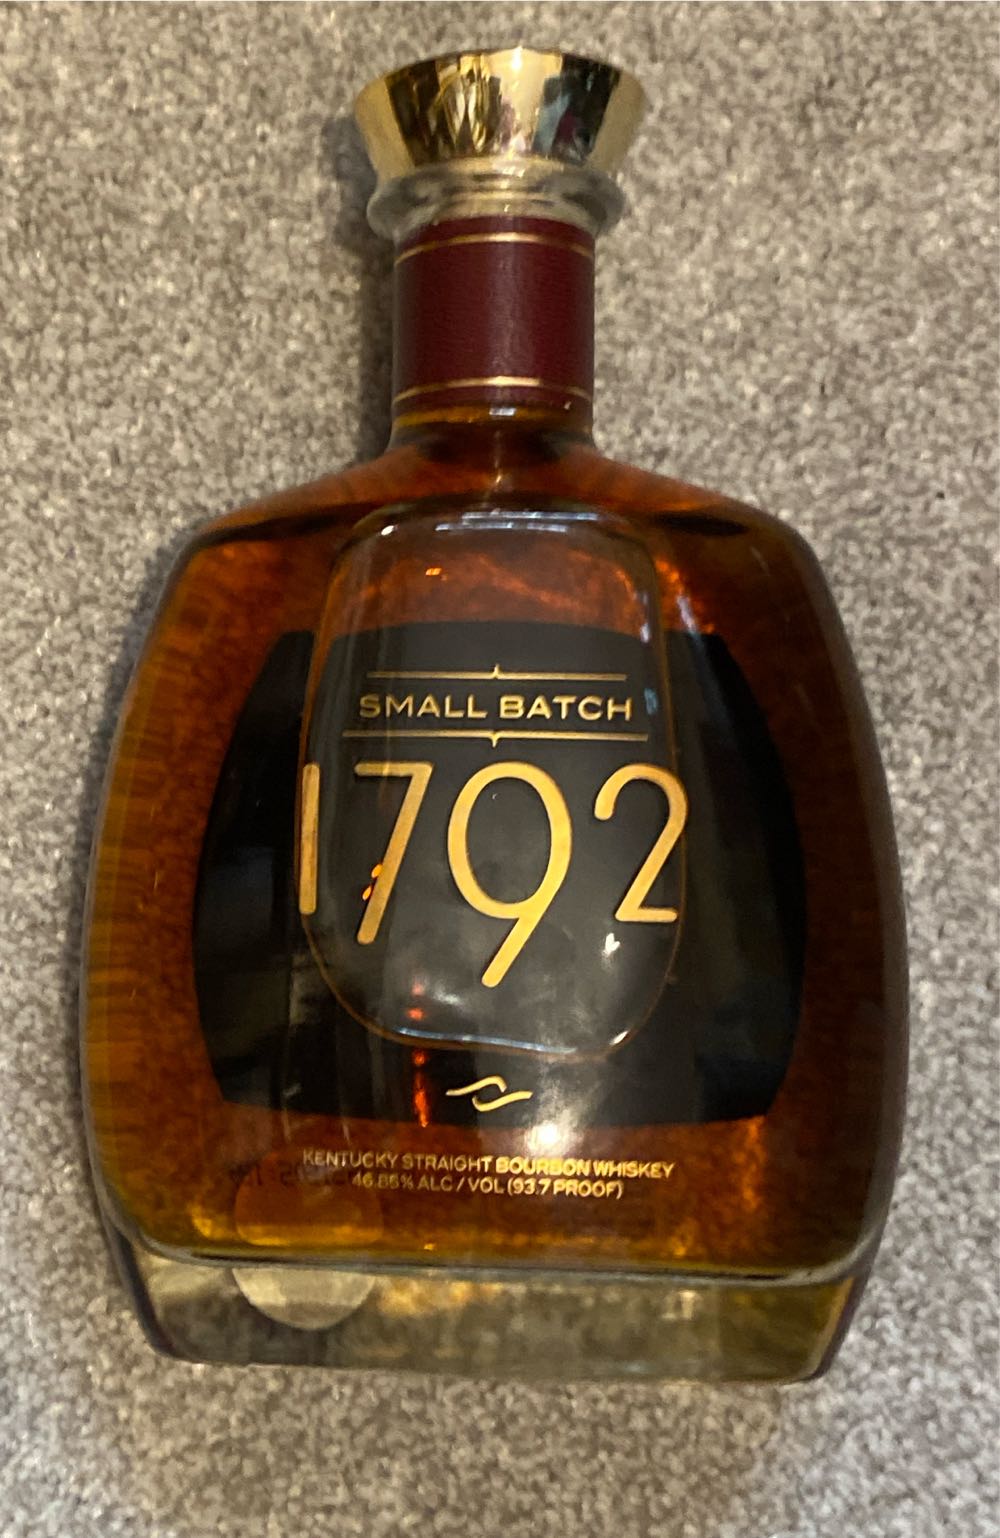 SMALL BATCH
1792
KENTUCKY STRAIGHT BOURBON WHISKEY
46.85% ALC / VOL (93.7 PROOF)